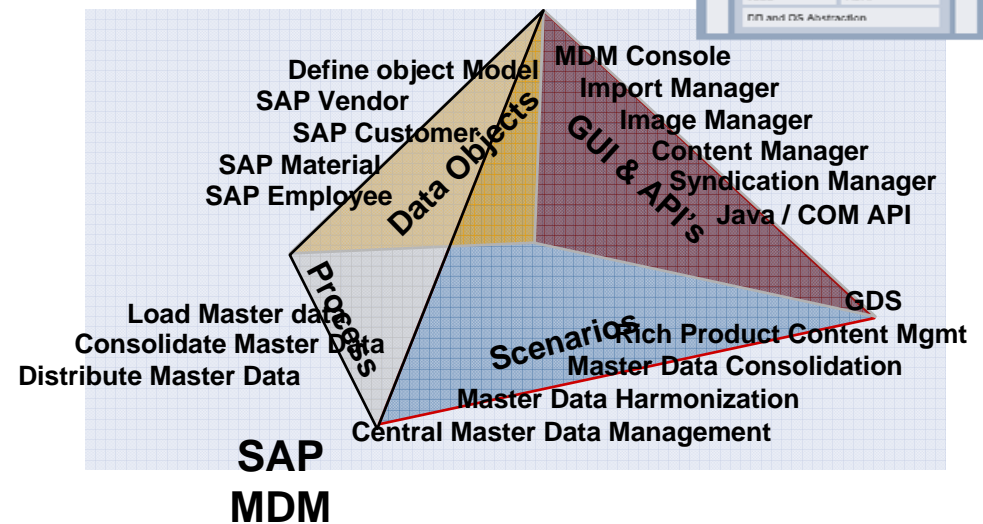 DD and DS Abstraction
MDM Console
Define object Model
Import Manager
SAP Vendor
Image Manager
SAP Customer
Content Manager
SAP Material
Syndication Manager
SAP Employee
Java / COM API
Data Objects
GUI & API's
Process
Scenarios
GDS
Load Master data
Rich Product Content Mgmt
Consolidate Master Data
Master Data Consolidation
Distribute Master Data
Master Data Harmonization
Central Master Data Management
SAP
MDM